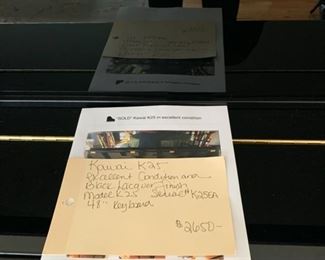 "SOLD" Kawai K25 in excellent condition
Kawai K25
Excellent Condition and
Black Lacquer Finish
Model K25 Serial# K25EA
48" Keyboard
$2650-